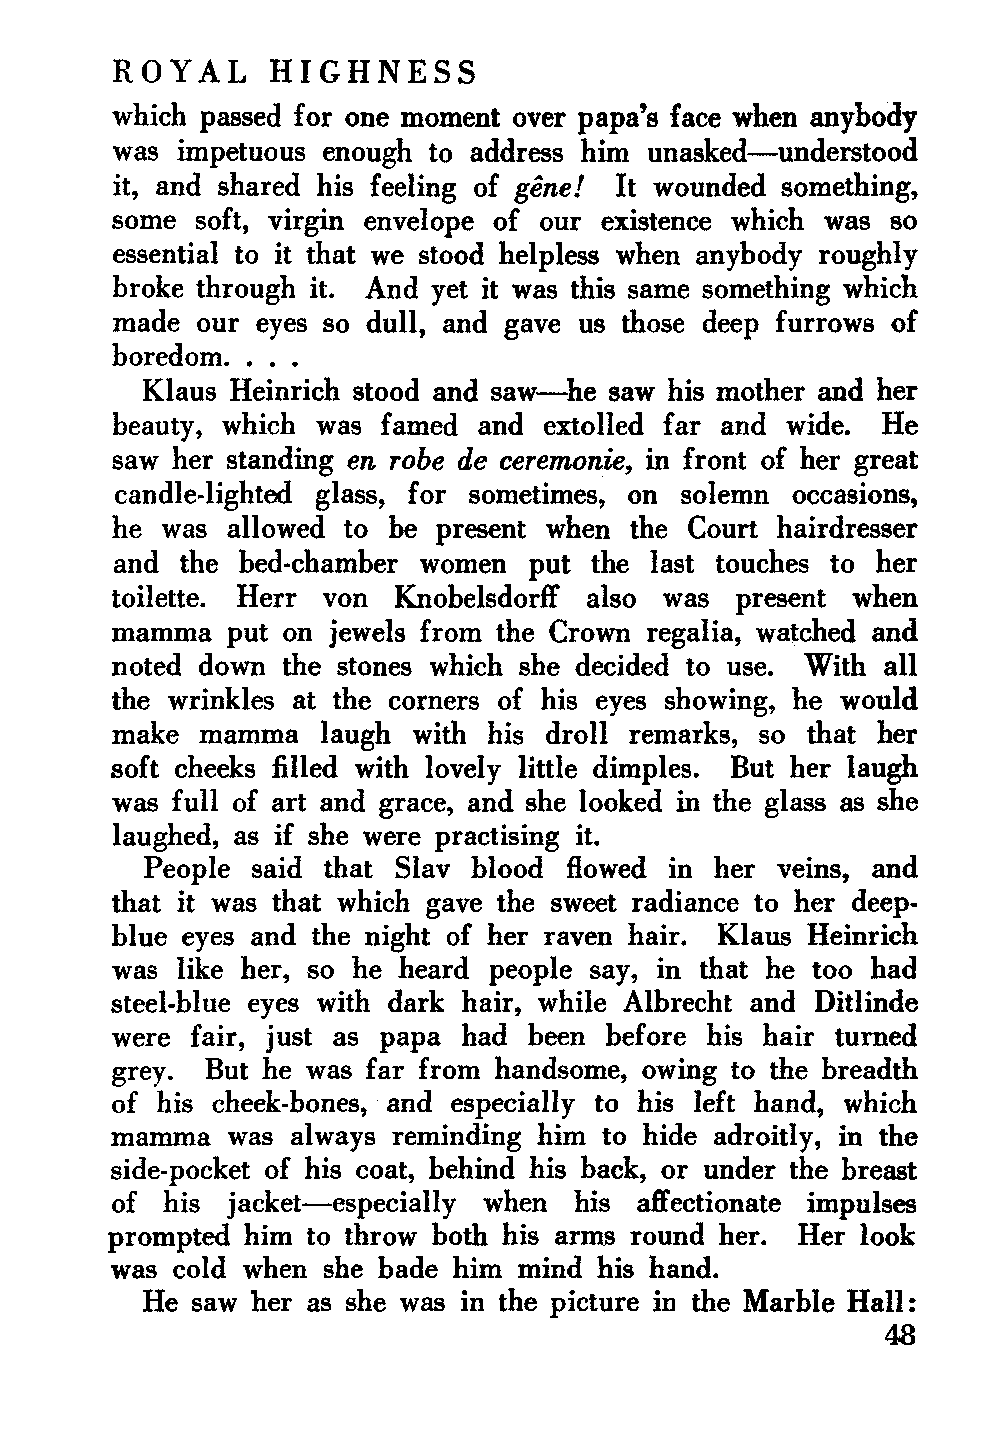 ROYAL HIGHNESS
which passed for one moment over papa's face when anybody
was impetuous enough to address him unasked—understood
it, and shared his feeling of gêne! It wounded something,
some soft, virgin envelope of our existence which was so
essential to it that we stood helpless when anybody roughly
broke through it. And yet it was this same something which
made our eyes so dull, and gave us those deep furrows of
boredom. . . .
Klaus Heinrich stood and saw—he saw his mother and her
beauty, which was famed and extolled far and wide. He
saw her standing en robe de ceremonie, in front of her great
candle-lighted glass, for sometimes, on solemn occasions,
he was allowed to be present when the Court hairdresser
and the bed-chamber women put the last touches to her
toilette. Herr von Knobelsdorff also was present when
mamma put on jewels from the Crown regalia, watched and
noted down the stones which she decided to use. With all
the wrinkles at the corners of his eyes showing, he would
make mamma laugh with his droll remarks, so that her
soft cheeks filled with lovely little dimples. But her laugh
was full of art and grace, and she looked in the glass as she
laughed, as if she were practising it.
People said that Slav blood flowed in her veins, and
that it was that which gave the sweet radiance to her deep-
blue eyes and the night of her raven hair. Klaus Heinrich
was like her, so he heard people say, in that he too had
steel-blue eyes with dark hair, while Albrecht and Ditlinde
were fair, just as papa had been before his hair turned
grey. But he was far from handsome, owing to the breadth
of his cheek-bones, and especially to his left hand, which
mamma was always reminding him to hide adroitly, in the
side-pocket of his coat, behind his back, or under the breast
of his jacket—especially when his affectionate impulses
prompted him to throw both his arms round her. Her look
was cold when she bade him mind his hand.
He saw her as she was in the picture in the Marble Hall:
48